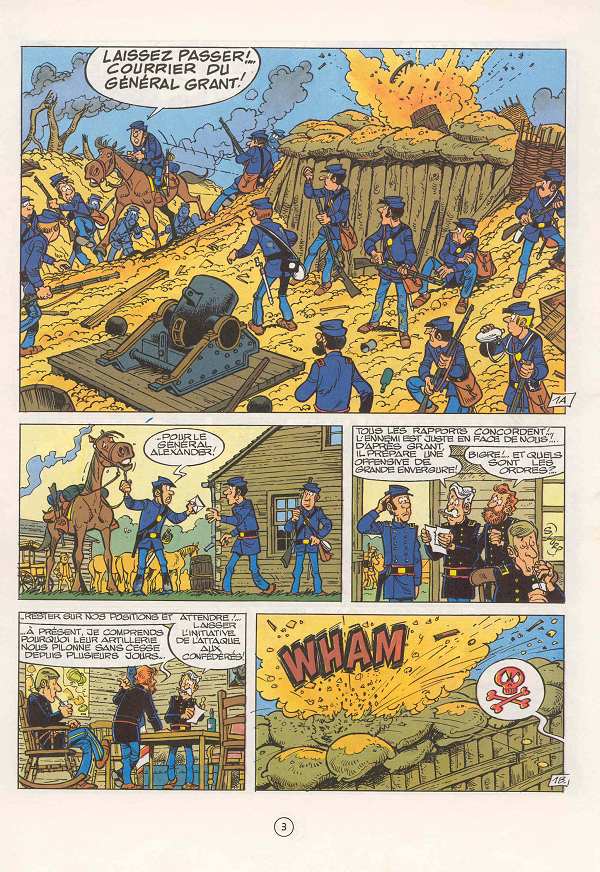 LAISSEZ PASSER!...
COURRIER DU
GÉNÉRAL GRANT!
1A
...POUR LE
GÉNÉRAL
ALEXANDER!
TOUS LES RAPPORTS CONCORDENT!...
L'ENNEMI EST JUSTE EN FACE DE NOUS!...
D'APRÈS GRANT,
IL PRÉPARE UNE
OFFENSIVE DE
GRANDE ENVERGURE!
BIGRE!... ET QUELS
SONT LES
ORDRES?...
...RESTER SUR NOS POSITIONS ET ATTENDRE!...
LAISSER
L'INITIATIVE
DE L'ATTAQUE
AUX
CONFÉDÉRÉS!
...À PRÉSENT, JE COMPRENDS
POURQUOI LEUR ARTILLERIE
NOUS PILONNE SANS CESSE
DEPUIS PLUSIEURS JOURS...
WHAM
1B
3